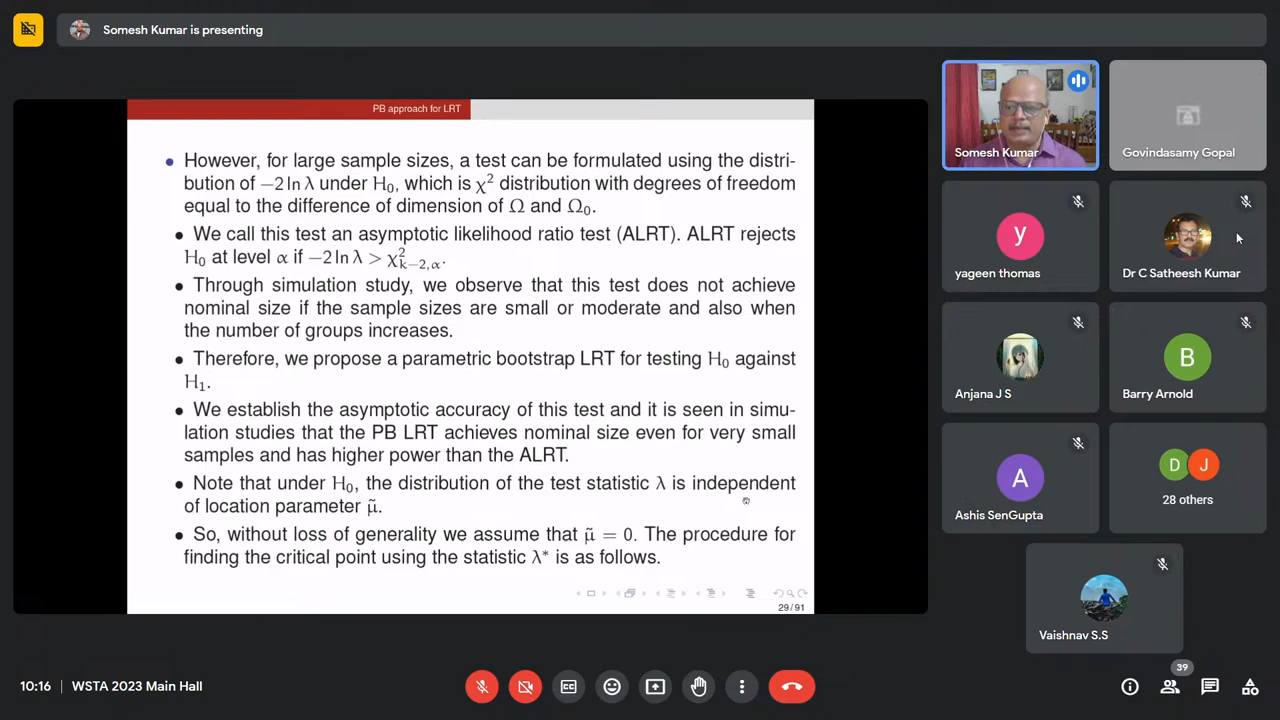 Somesh Kumar is presenting
PB approach for LRT
However, for large sample sizes, a test can be formulated using the distri-
bution of −2 ln λ under H₀, which is χ² distribution with degrees of freedom
equal to the difference of dimension of Ω and Ω₀.
We call this test an asymptotic likelihood ratio test (ALRT). ALRT rejects
H₀ at level α if −2 ln λ > χ²ₖ₋₂,α.
Through simulation study, we observe that this test does not achieve
nominal size if the sample sizes are small or moderate and also when
the number of groups increases.
Therefore, we propose a parametric bootstrap LRT for testing H₀ against
H₁.
We establish the asymptotic accuracy of this test and it is seen in simu-
lation studies that the PB LRT achieves nominal size even for very small
samples and has higher power than the ALRT.
Note that under H₀, the distribution of the test statistic λ is independent
of location parameter μ̃.
So, without loss of generality we assume that μ̃ = 0. The procedure for
finding the critical point using the statistic λ* is as follows.
29/91
Somesh Kumar
Govindasamy Gopal
y
yageen thomas
Dr C Satheesh Kumar
Anjana J S
B
Barry Arnold
A
Ashis SenGupta
D J
28 others
Vaishnav S.S
10:16 | WSTA 2023 Main Hall
CC
39